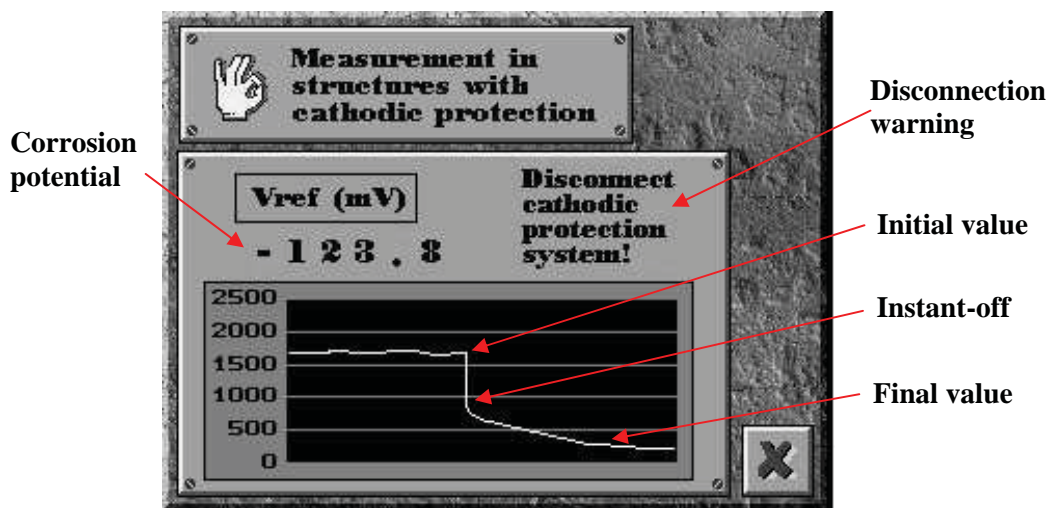 Measurement in
structures with
cathodic protection
Disconnection
warning
Corrosion
potential
Vref (mV)
-123.8
Disconnect
cathodic
protection
system!
Initial value
Instant-off
Final value
2500
2000
1500
1000
500
0
X